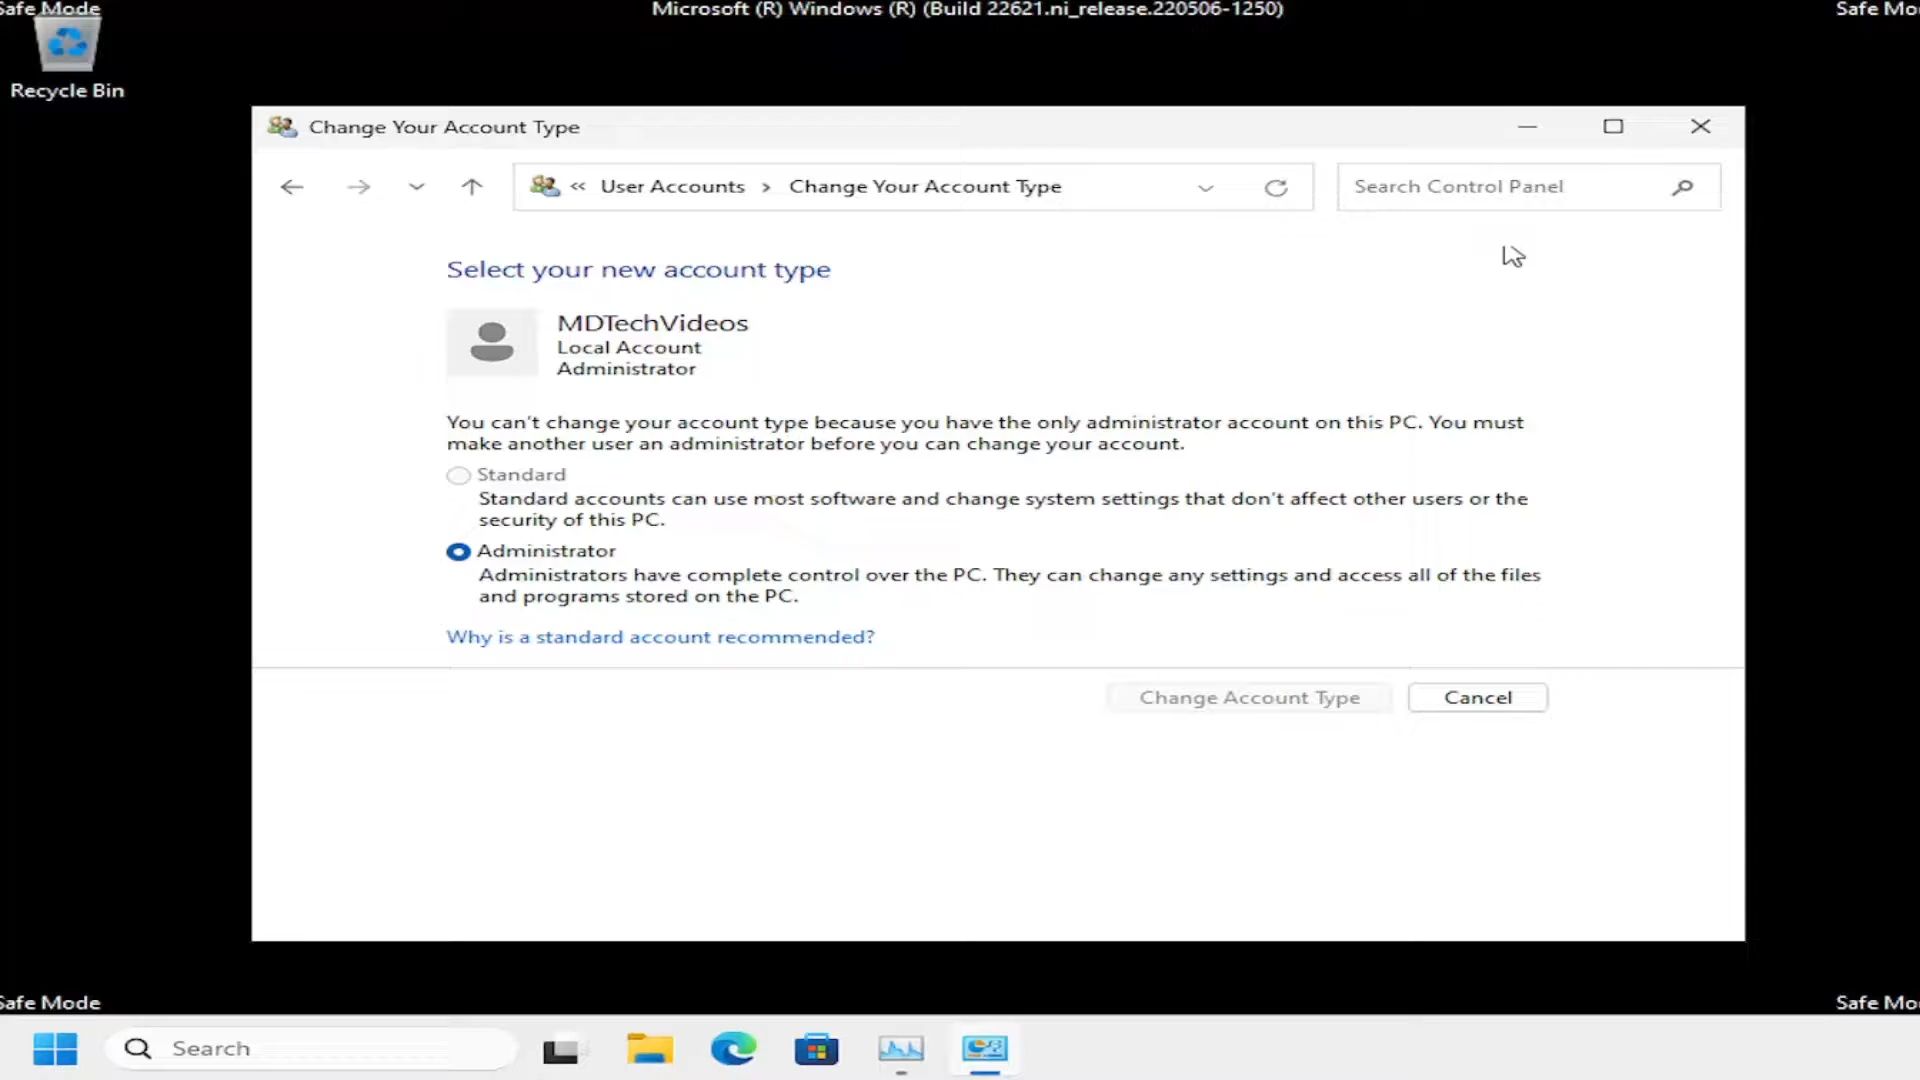 Safe Mode
Microsoft (R) Windows (R) (Build 22621.ni_release.220506-1250)
Safe Mo
Recycle Bin
Change Your Account Type
« User Accounts > Change Your Account Type
Search Control Panel
Select your new account type
MDTechVideos
Local Account
Administrator
You can't change your account type because you have the only administrator account on this PC. You must
make another user an administrator before you can change your account.
Standard
Standard accounts can use most software and change system settings that don't affect other users or the
security of this PC.
Administrator
Administrators have complete control over the PC. They can change any settings and access all of the files
and programs stored on the PC.
Why is a standard account recommended?
Change Account Type
Cancel
Safe Mode
Safe Mo
Search